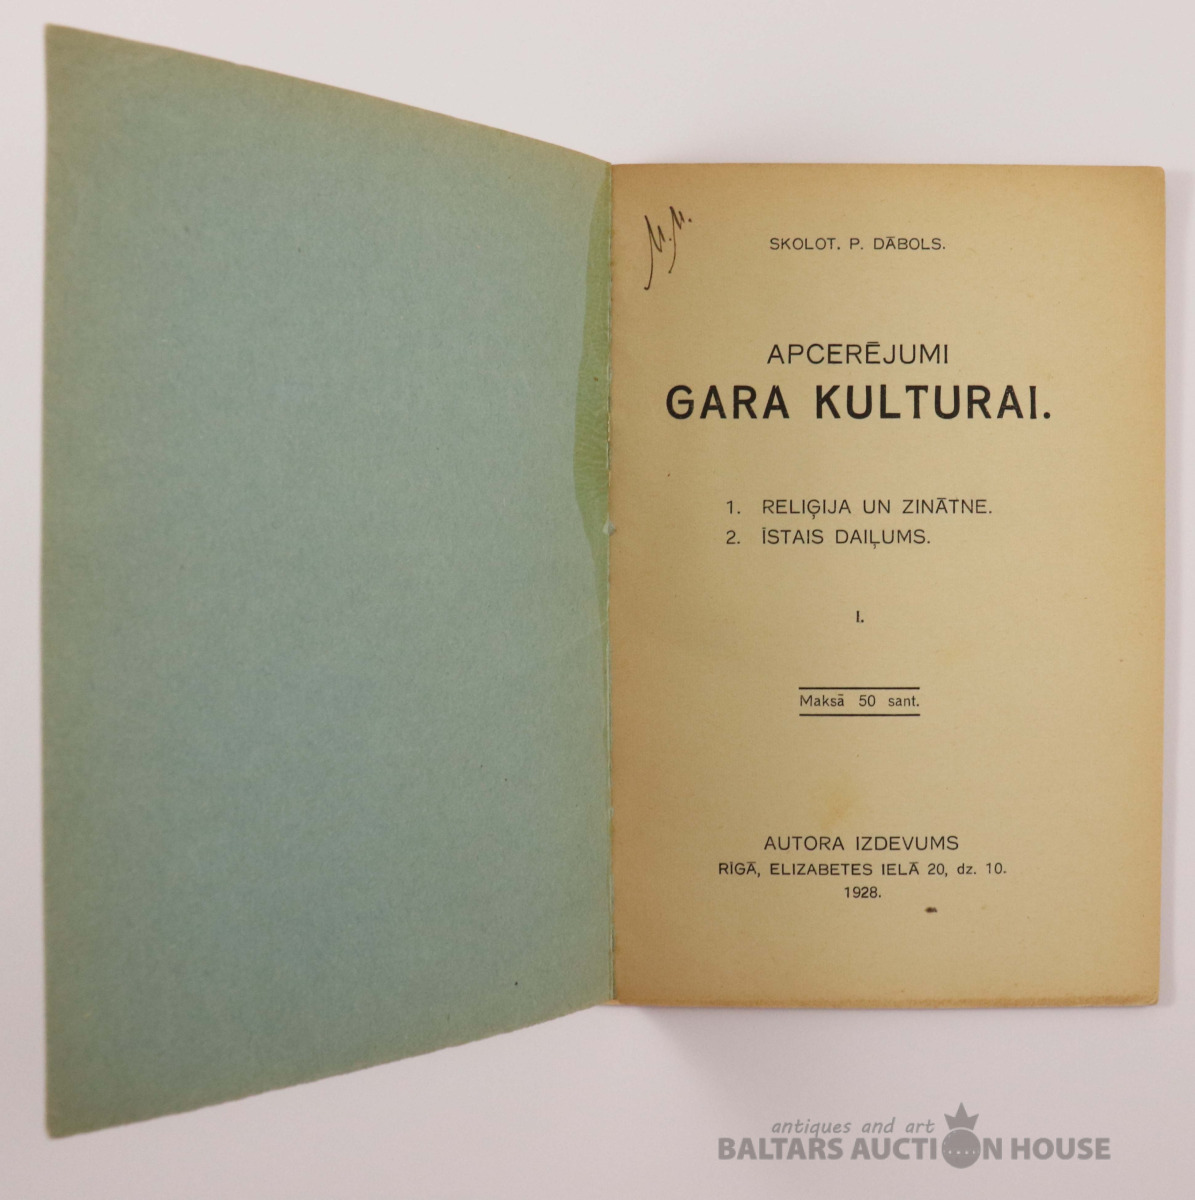 SKOLOT. P. DĀBOLS.
APCERĒJUMI
GARA KULTURAI.
1. RELIĢIJA UN ZINĀTNE.
2. ĪSTAIS DAIĻUMS.
I.
Maksā 50 sant.
AUTORA IZDEVUMS
RĪGĀ, ELIZABETES IELĀ 20, dz. 10.
1928.
antiques and art
BALTARS AUCTION HOUSE